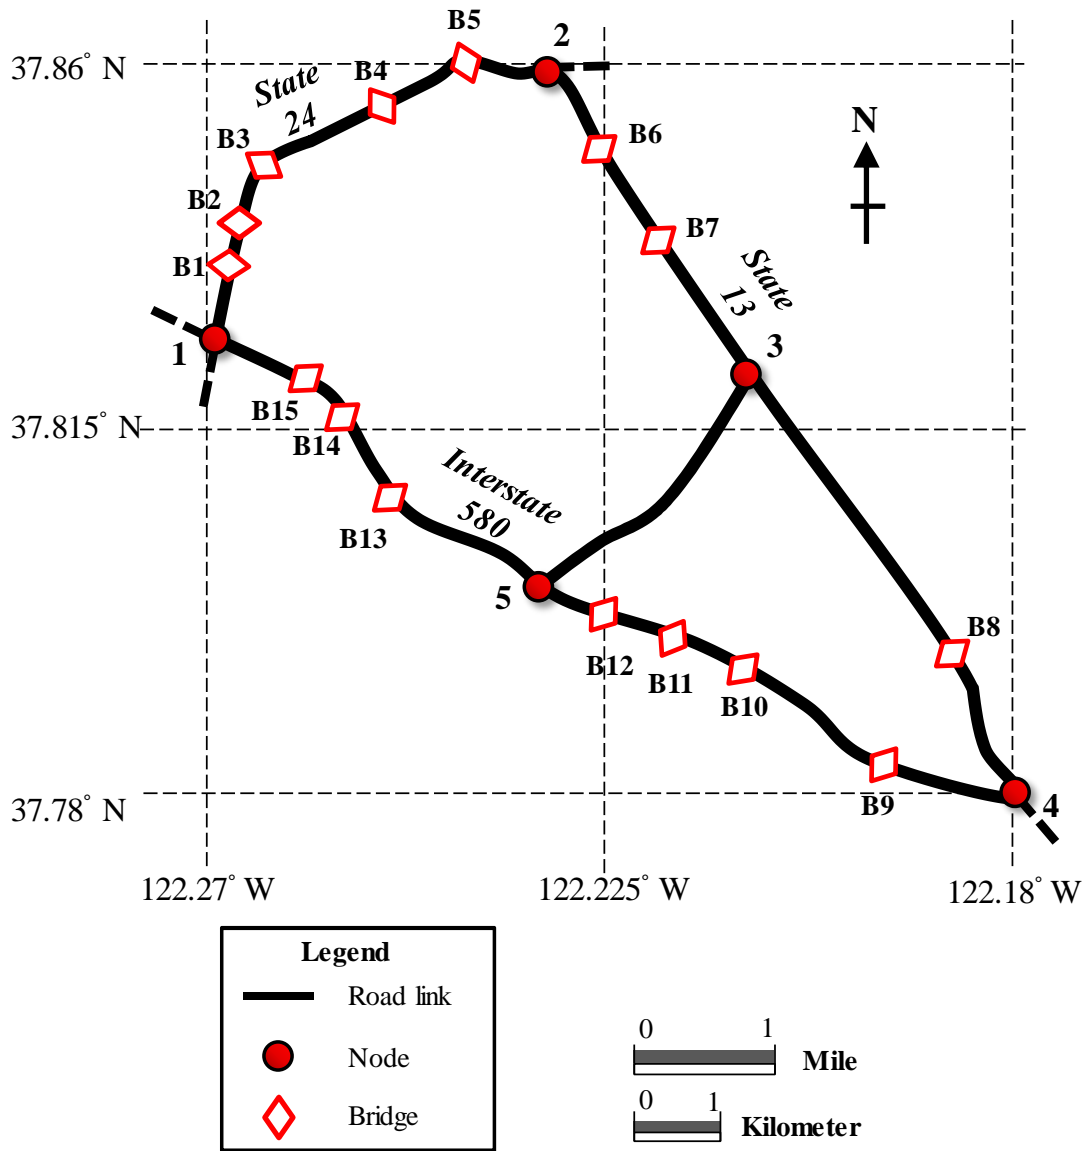 B5
2
37.86° N
B4
State
24
B6
N
B3
B2
B7
B1
State
13
1
3
B15
37.815° N
B14
Interstate
580
B13
5
B8
B12
B11
B10
37.78° N
B9
4
122.27° W
122.225° W
122.18° W
Legend
Road link
Node
Bridge
0 1
Mile
0 1
Kilometer